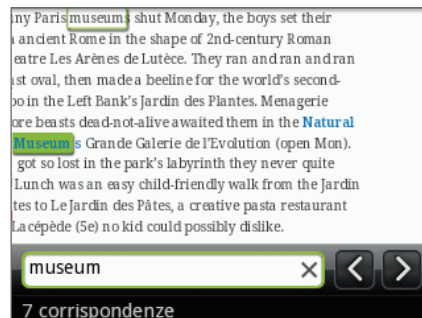 ny Paris museums shut Monday, the boys set their
ancient Rome in the shape of 2nd-century Roman
eatre Les Arènes de Lutèce. They ran and ran and ran
st oval, then made a beeline for the world's second-
oo in the Left Bank's Jardin des Plantes. Menagerie
ore beasts dead-not-alive awaited them in the Natural
Museum's Grande Galerie de l'Evolution (open Mon).
got so lost in the park's labyrinth they never quite
Lunch was an easy child-friendly walk from the Jardin
tes to Le Jardin des Pâtes, a creative pasta restaurant
Lacépède (5e) no kid could possibly dislike.
museum
7 corrispondenze